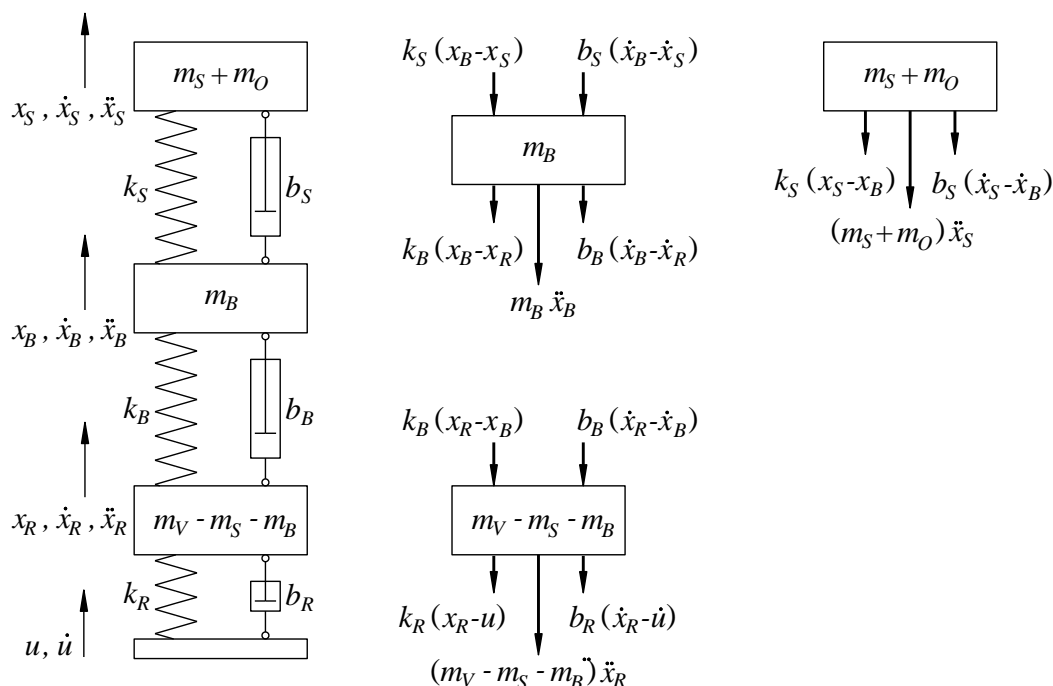 m_S + m_O
x_S , ẋ_S , ẍ_S
k_S
b_S
m_B
x_B , ẋ_B , ẍ_B
k_B
b_B
x_R , ẋ_R , ẍ_R
m_V - m_S - m_B
k_R
b_R
u, u̇
k_S (x_B-x_S)
b_S (ẋ_B-ẋ_S)
m_B
k_B (x_B-x_R)
b_B (ẋ_B-ẋ_R)
m_B ẍ_B
k_B (x_R-x_B)
b_B (ẋ_R-ẋ_B)
m_V - m_S - m_B
k_R (x_R-u)
b_R (ẋ_R-u̇)
(m_V - m_S - m_B̈) ẍ_R
m_S + m_O
k_S (x_S-x_B)
b_S (ẋ_S-ẋ_B)
(m_S+m_O) ẍ_S